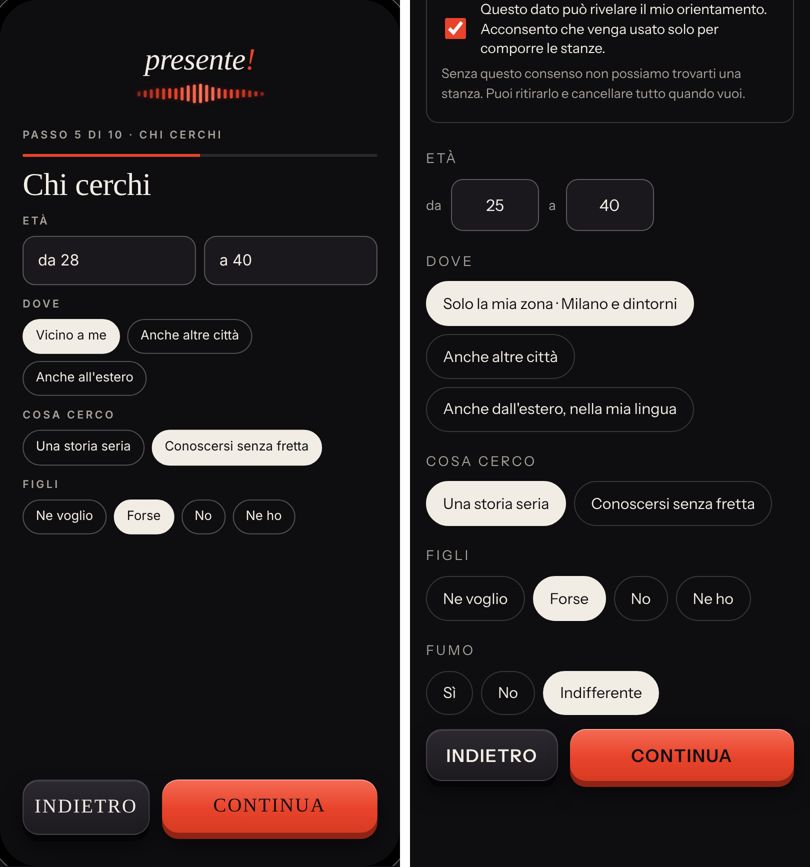 presente!
PASSO 5 DI 10 · CHI CERCHI
Chi cerchi
ETÀ
da 28
a 40
DOVE
Vicino a me
Anche altre città
Anche all'estero
COSA CERCO
Una storia seria
Conoscersi senza fretta
FIGLI
Ne voglio
Forse
No
Ne ho
INDIETRO
CONTINUA
Questo dato può rivelare il mio orientamento.
Acconsento che venga usato solo per
comporre le stanze.
Senza questo consenso non possiamo trovarti una
stanza. Puoi ritirarlo e cancellare tutto quando vuoi.
ETÀ
da
25
a
40
DOVE
Solo la mia zona · Milano e dintorni
Anche altre città
Anche dall'estero, nella mia lingua
COSA CERCO
Una storia seria
Conoscersi senza fretta
FIGLI
Ne voglio
Forse
No
Ne ho
FUMO
Sì
No
Indifferente
INDIETRO
CONTINUA